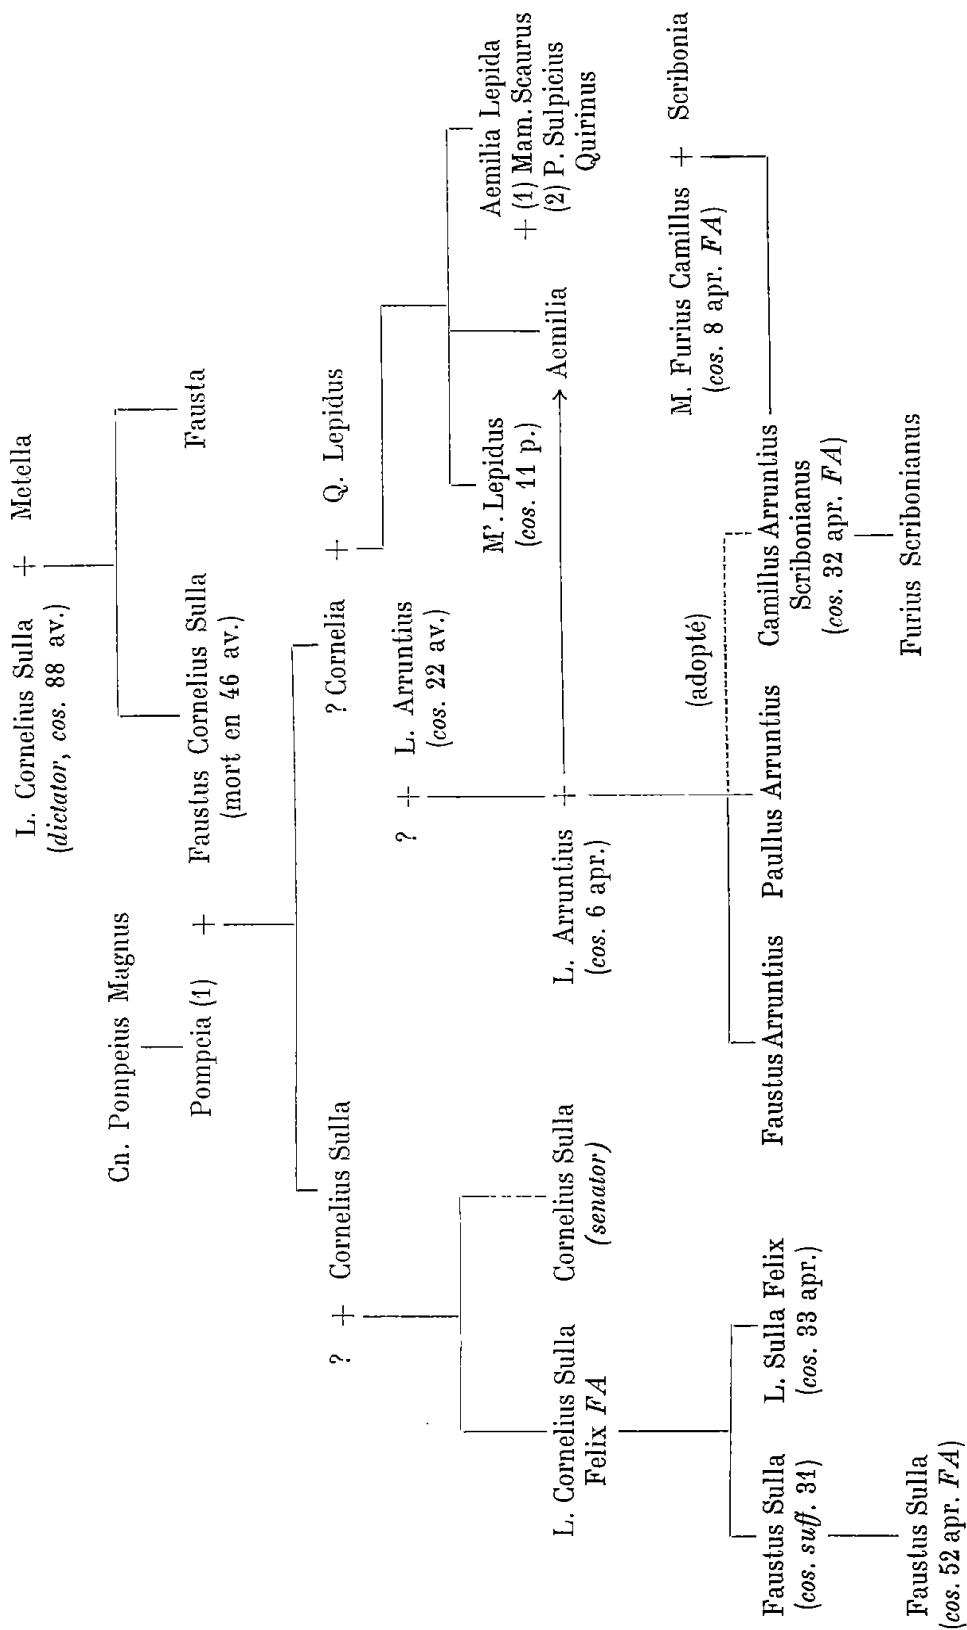 L. Cornelius Sulla + Metella
(dictator, cos. 88 av.)
Cn. Pompeius Magnus
Pompeia (1) + Faustus Cornelius Sulla
(mort en 46 av.)
Fausta
? + Cornelius Sulla
? Cornelia + Q. Lepidus
? + L. Arruntius
(cos. 22 av.)
M'. Lepidus
(cos. 11 p.)
Aemilia Lepida
+ (1) Mam. Scaurus
(2) P. Sulpicius
Quirinus
L. Cornelius Sulla
Felix FA
Cornelius Sulla
(senator)
L. Arruntius
(cos. 6 apr.)
+
Aemilia
M. Furius Camillus + Scribonia
(cos. 8 apr. FA)
(adopté)
Faustus Sulla
(cos. suff. 31)
L. Sulla Felix
(cos. 33 apr.)
Faustus Arruntius
Paullus Arruntius
Camillus Arruntius
Scribonianus
(cos. 32 apr. FA)
Faustus Sulla
(cos. 52 apr. FA)
Furius Scribonianus